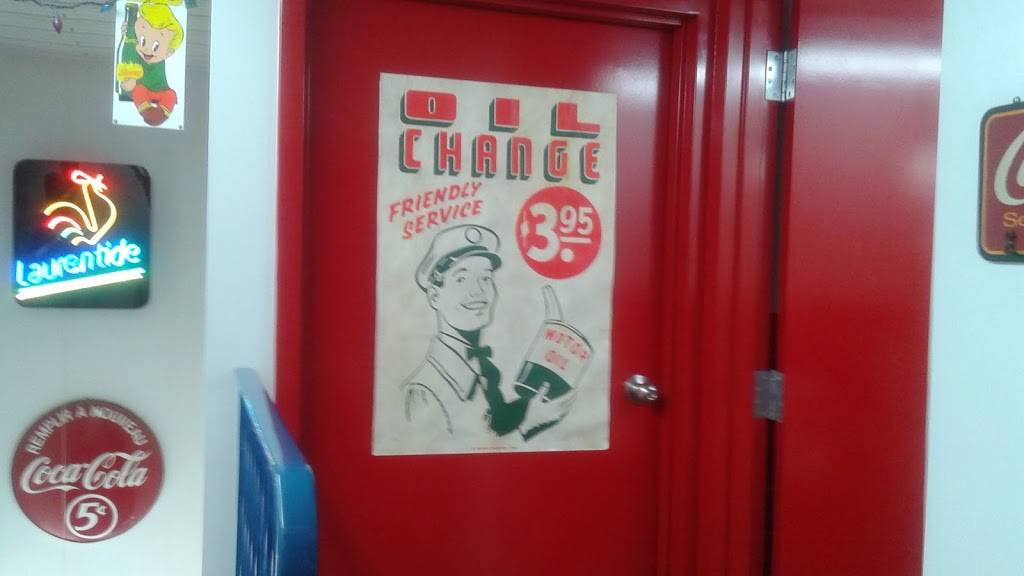 OIL
CHANGE
FRIENDLY
SERVICE
$3.95
MOTOR
OIL
Laurentide
REMPLIS À NOUVEAU
Coca-Cola
5¢